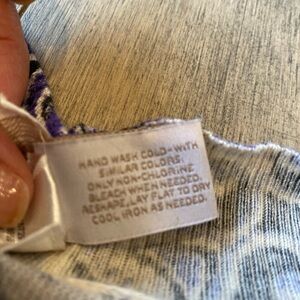 HAND WASH COLD-WITH
SIMILAR COLORS.
ONLY NON-CHLORINE
BLEACH WHEN NEEDED.
RESHAPE, LAY FLAT TO DRY
COOL IRON AS NEEDED.